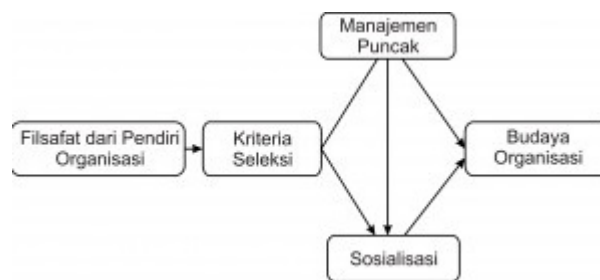 Manajemen
Puncak
Filsafat dari Pendiri
Organisasi
Kriteria
Seleksi
Budaya
Organisasi
Sosialisasi